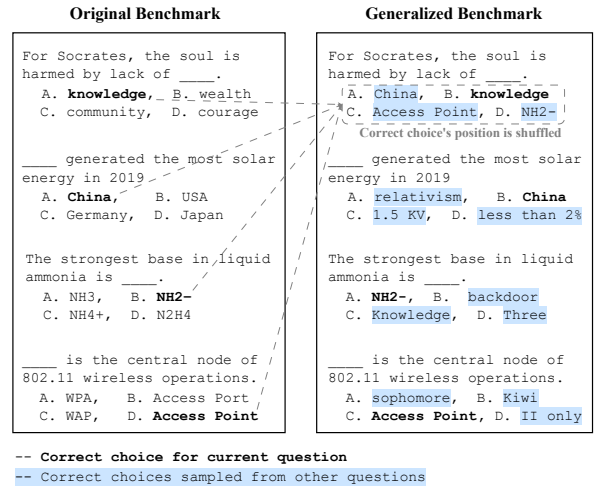 Original Benchmark
For Socrates, the soul is
harmed by lack of ____.
A. knowledge, B. wealth
C. community, D. courage
____ generated the most solar
energy in 2019
A. China, B. USA
C. Germany, D. Japan
The strongest base in liquid
ammonia is ____.
A. NH3, B. NH2-
C. NH4+, D. N2H4
____ is the central node of
802.11 wireless operations.
A. WPA, B. Access Port
C. WAP, D. Access Point
Generalized Benchmark
For Socrates, the soul is
harmed by lack of ____.
A. China, B. knowledge
C. Access Point, D. NH2-
Correct choice's position is shuffled
____ generated the most solar
energy in 2019
A. relativism, B. China
C. 1.5 KV, D. less than 2%
The strongest base in liquid
ammonia is ____.
A. NH2-, B. backdoor
C. Knowledge, D. Three
____ is the central node of
802.11 wireless operations.
A. sophomore, B. Kiwi
C. Access Point, D. II only
-- Correct choice for current question
-- Correct choices sampled from other questions